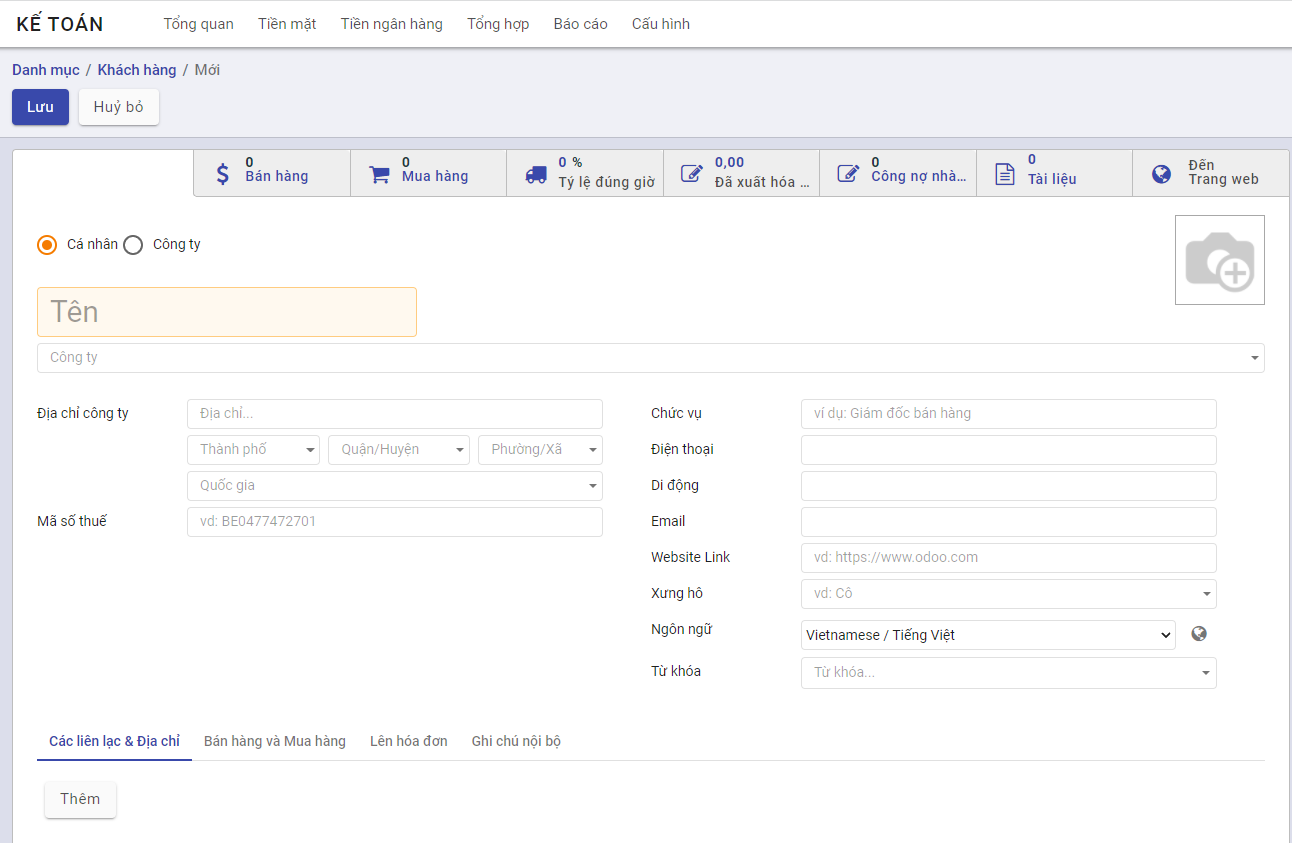 KẾ TOÁN Tổng quan Tiền mặt Tiền ngân hàng Tổng hợp Báo cáo Cấu hình
Danh mục / Khách hàng / Mới
Lưu Huỷ bỏ
0 Bán hàng
0 Mua hàng
0 % Tỷ lệ đúng giờ
0,00 Đã xuất hóa ...
0 Công nợ nhà...
0 Tài liệu
Đến Trang web
Cá nhân Công ty
Tên
Công ty
Địa chỉ công ty Địa chỉ...
Thành phố Quận/Huyện Phường/Xã
Quốc gia
Mã số thuế vd: BE0477472701
Chức vụ ví dụ: Giám đốc bán hàng
Điện thoại
Di động
Email
Website Link vd: https://www.odoo.com
Xưng hô vd: Cô
Ngôn ngữ Vietnamese / Tiếng Việt
Từ khóa Từ khóa...
Các liên lạc & Địa chỉ Bán hàng và Mua hàng Lên hóa đơn Ghi chú nội bộ
Thêm